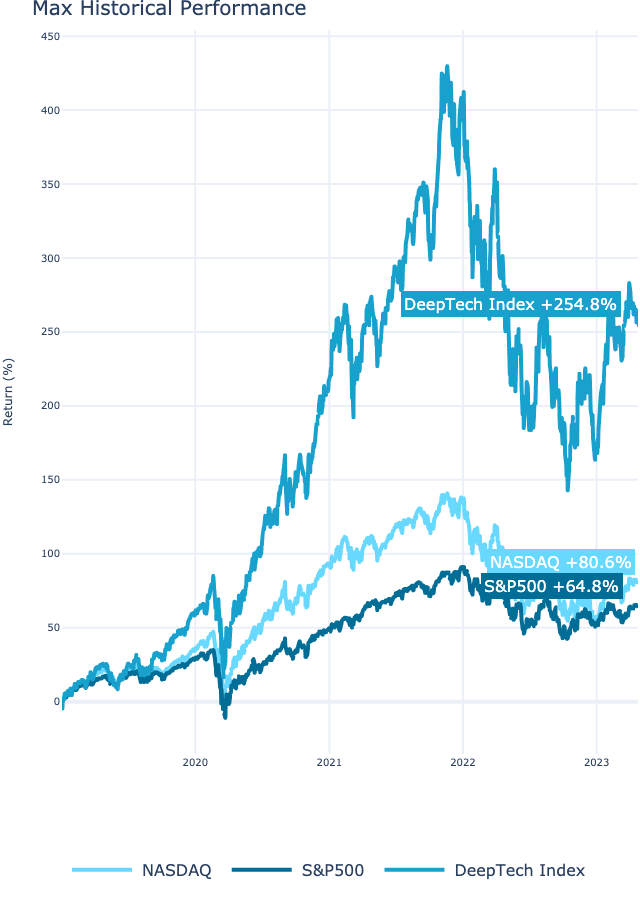 Max Historical Performance
450
400
350
300
250
200
150
100
50
0
Return (%)
DeepTech Index +254.8%
NASDAQ +80.6%
S&P500 +64.8%
2020
2021
2022
2023
NASDAQ
S&P500
DeepTech Index